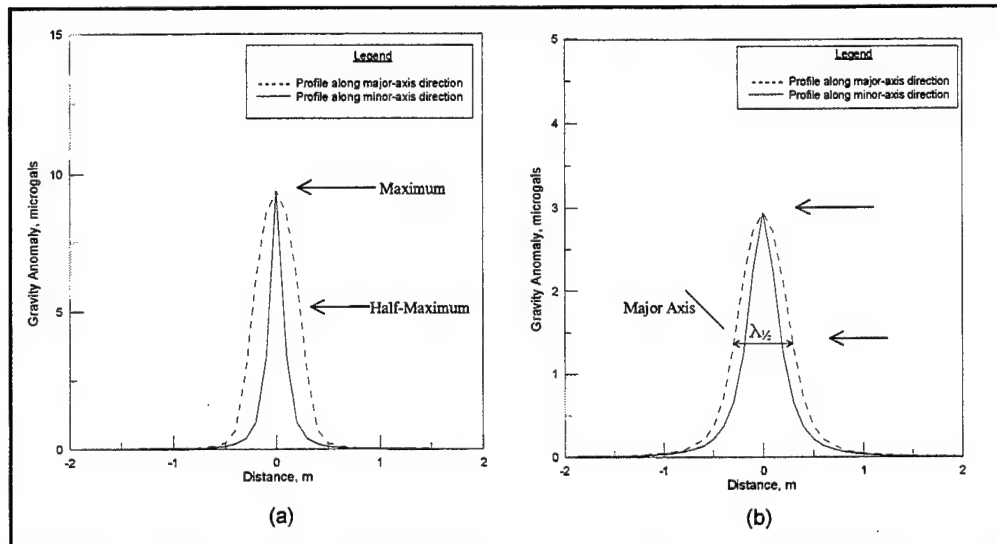 15
10
5
0
Gravity Anomaly, microgals
Legend
Profile along major-axis direction
Profile along minor-axis direction
Maximum
Half-Maximum
-2
-1
0
1
2
Distance, m
(a)
5
4
3
2
1
0
Gravity Anomaly, microgals
Legend
Profile along major-axis direction
Profile along minor-axis direction
Major Axis
λ½
-2
-1
0
1
2
Distance, m
(b)